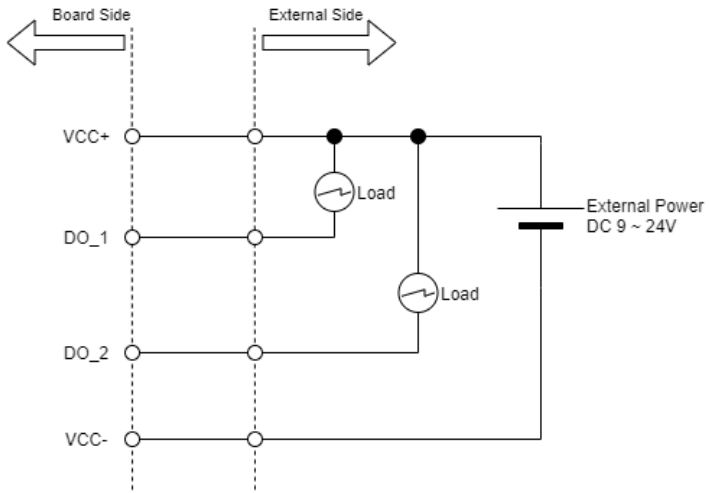 Board Side
External Side
VCC+
Load
External Power
DC 9 ~ 24V
DO_1
Load
DO_2
VCC-